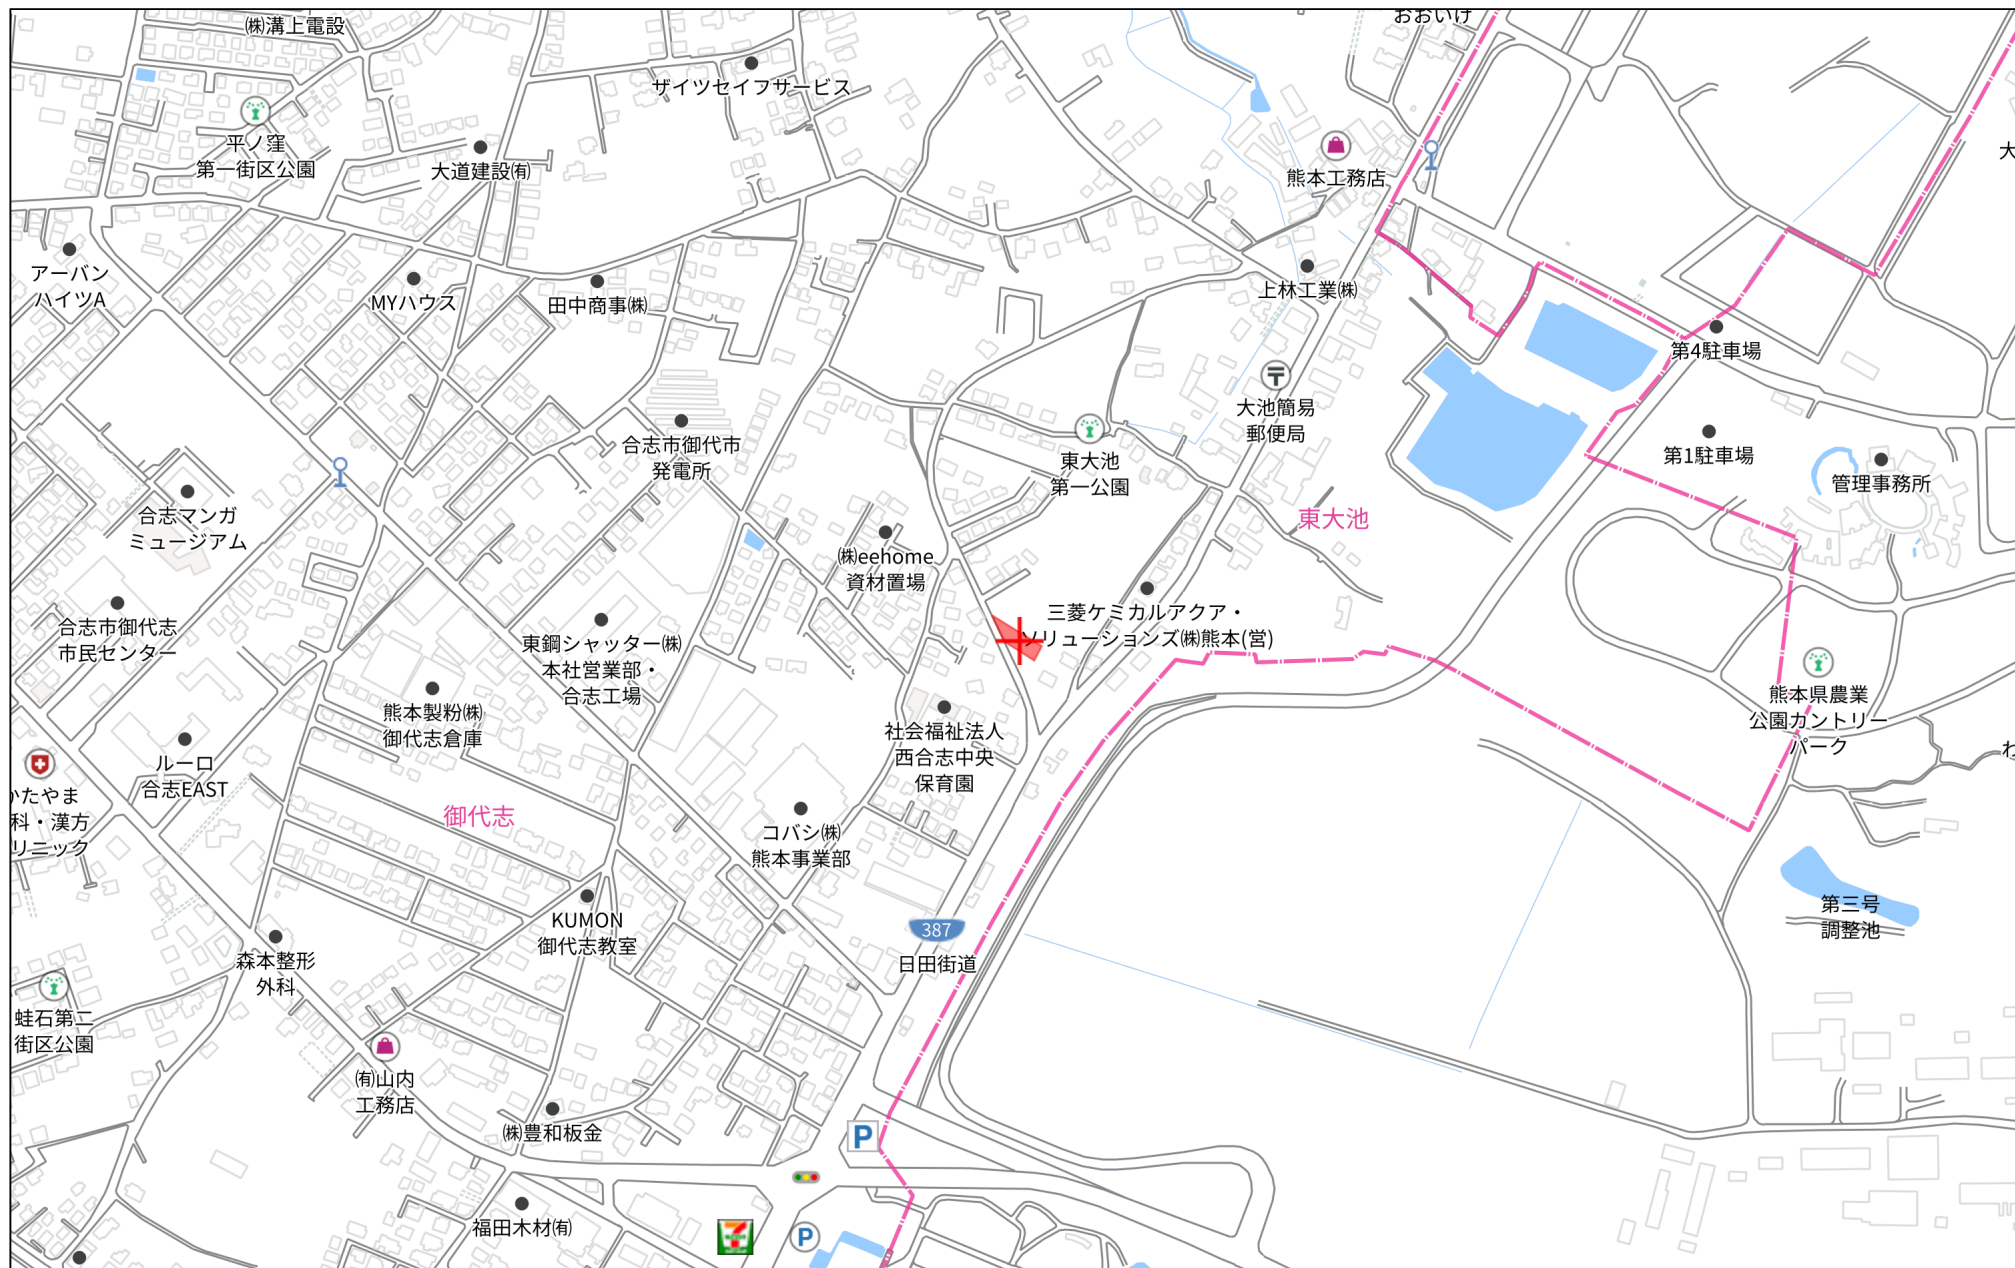 ㈱溝上電設
おおいけ
ザイツセイフサービス
平ノ窪
第一街区公園
大道建設㈲
熊本工務店
大
アーバン
ハイツA
MYハウス
田中商事㈱
上林工業㈱
第4駐車場
大池簡易
郵便局
合志市御代市
発電所
東大池
第一公園
第1駐車場
管理事務所
合志マンガ
ミュージアム
東大池
㈱eehome
資材置場
合志市御代志
市民センター
三菱ケミカルアクア・
ソリューションズ㈱熊本(営)
東鋼シャッター㈱
本社営業部・
合志工場
熊本県農業
公園カントリー
パーク
熊本製粉㈱
御代志倉庫
社会福祉法人
西合志中央
保育園
わ
ルーロ
合志EAST
かたやま
科・漢方
リニック
御代志
コバシ㈱
熊本事業部
KUMON
御代志教室
387
日田街道
第三号
調整池
森本整形
外科
蛙石第二
街区公園
㈲山内
工務店
㈱豊和板金
P
福田木材㈲
7
P